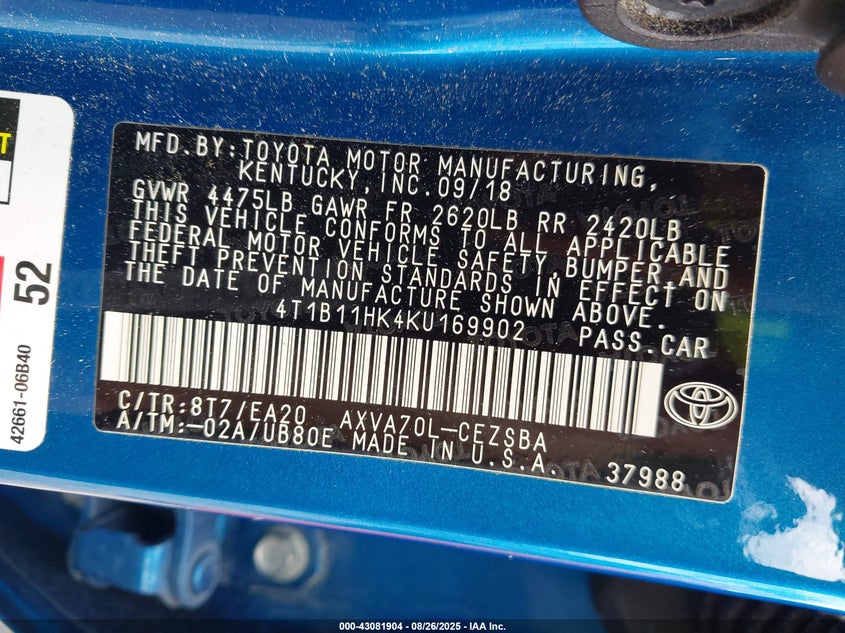 T
52
42661-06B40
MFD.BY:TOYOTA MOTOR MANUFACTURING,
KENTUCKY, INC.09/18
GVWR 4475LB GAWR FR 2620LB RR 2420LB
THIS VEHICLE CONFORMS TO ALL APPLICABLE
FEDERAL MOTOR VEHICLE SAFETY,BUMPER,AND
THEFT PREVENTION STANDARDS IN EFFECT ON
THE DATE OF MANUFACTURE SHOWN ABOVE.
4T1B11HK4KU169902 PASS.CAR
C/TR:8T7/EA20 AXVA70L-CEZSBA
A/TM:-02A/UB80E MADE IN U.S.A. 37988
000-43081904 - 08/26/2025 - IAA Inc.